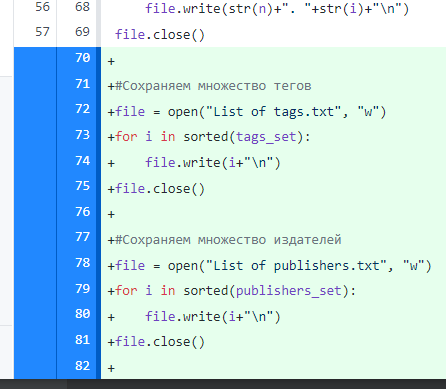 56 68     file.write(str(n)+". "+str(i)+"\n")
57 69 file.close()
70 +
71 +#Сохраняем множество тегов
72 +file = open("List of tags.txt", "w")
73 +for i in sorted(tags_set):
74 +    file.write(i+"\n")
75 +file.close()
76 +
77 +#Сохраняем множество издателей
78 +file = open("List of publishers.txt", "w")
79 +for i in sorted(publishers_set):
80 +    file.write(i+"\n")
81 +file.close()
82 +